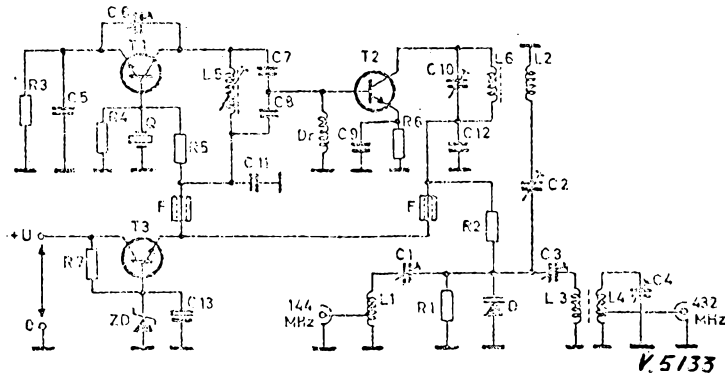 C6
T1
R3
C5
R4
Q
R5
L5
C7
C8
C11
T2
Dr
C9
R6
C10
C12
L6
L2
C2
F
F
T3
+U
0
R7
ZD
C13
R2
C1
L1
144 MHz
R1
D
C3
L3
L4
C4
432 MHz
V.5133